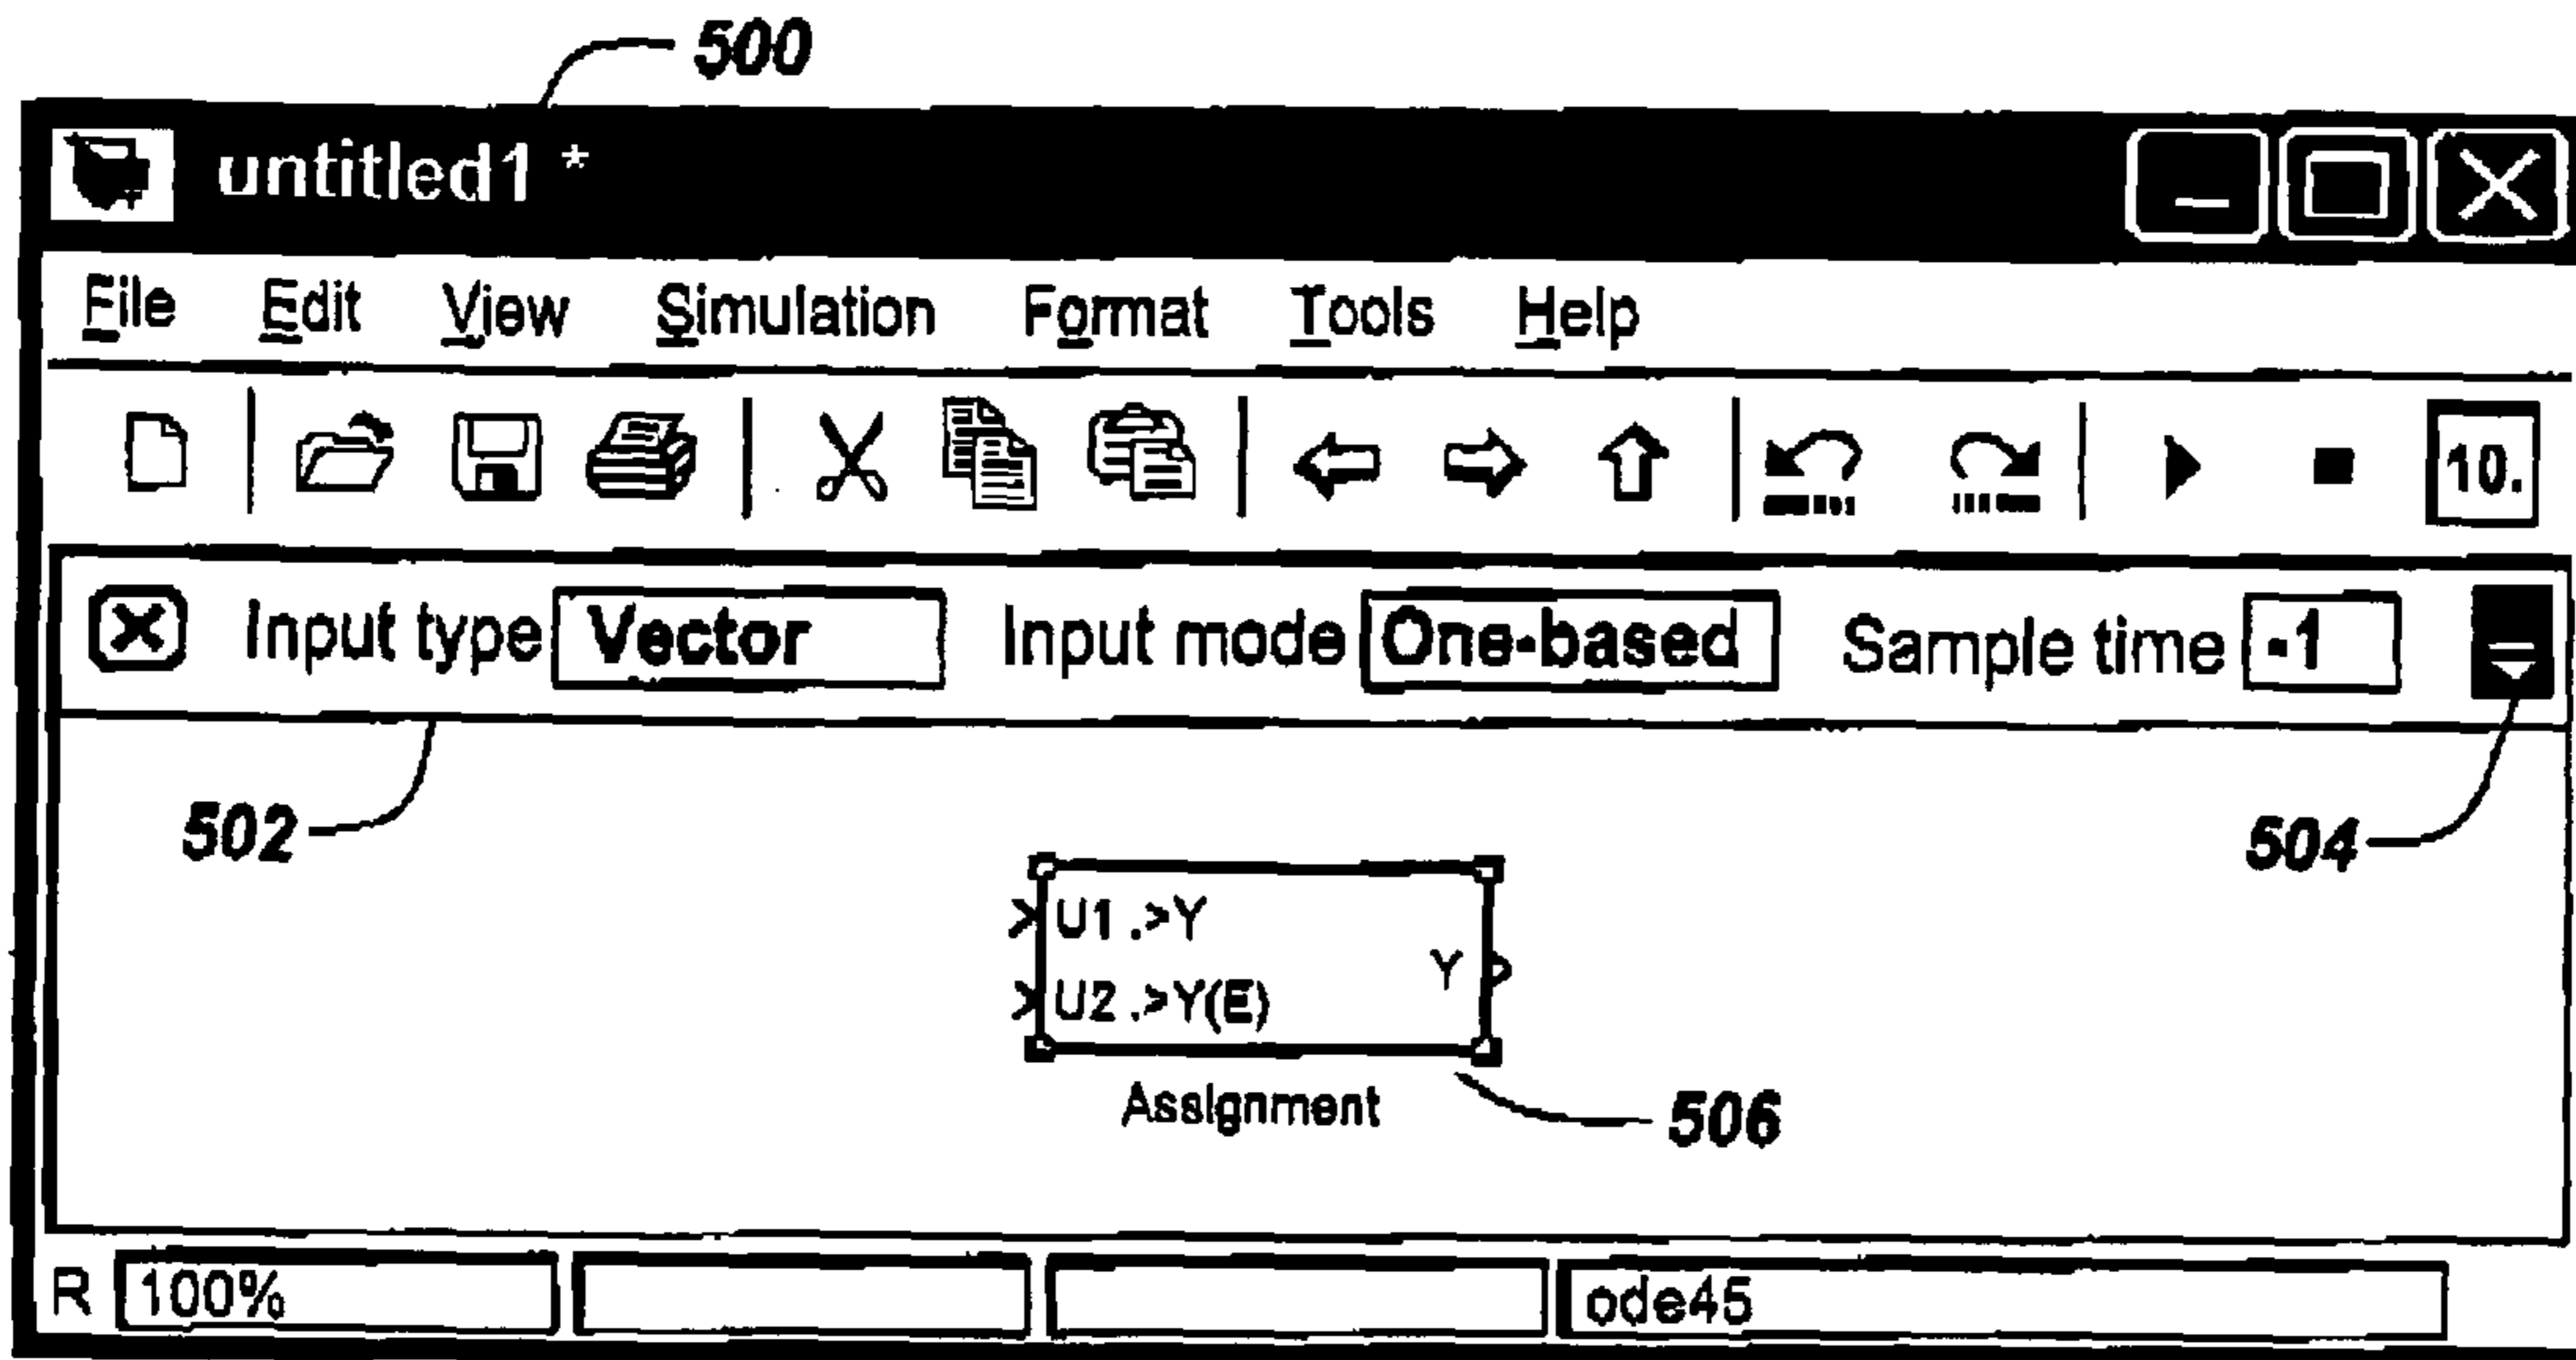 500
untitled1 *
File Edit View Simulation Format Tools Help
10.
Input type Vector Input mode One-based Sample time -1
502
504
U1 .>Y
Y
U2 .>Y(E)
Assignment
506
R 100% ode45